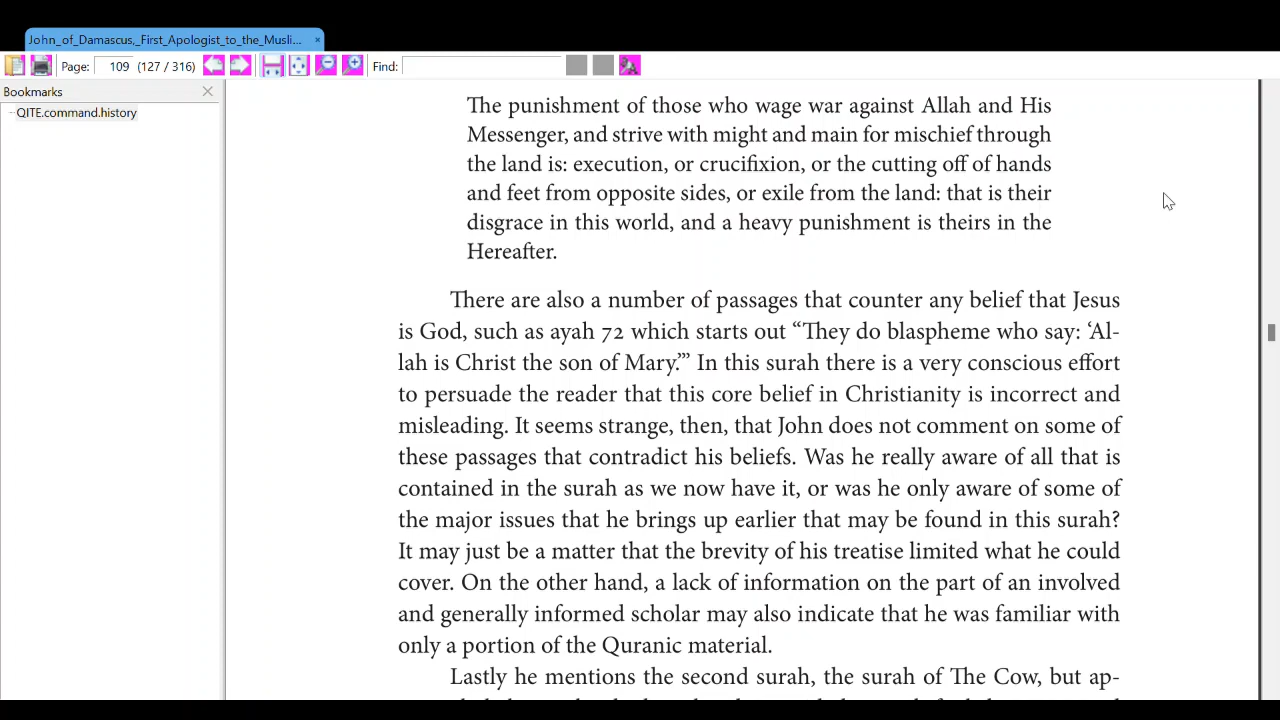 John_of_Damascus,_First_Apologist_to_the_Musli... ×
Page: 109 (127 / 316) Find:
Bookmarks
QITE.command.history
The punishment of those who wage war against Allah and His
Messenger, and strive with might and main for mischief through
the land is: execution, or crucifixion, or the cutting off of hands
and feet from opposite sides, or exile from the land: that is their
disgrace in this world, and a heavy punishment is theirs in the
Hereafter.
There are also a number of passages that counter any belief that Jesus
is God, such as ayah 72 which starts out “They do blaspheme who say: ‘Al-
lah is Christ the son of Mary.’” In this surah there is a very conscious effort
to persuade the reader that this core belief in Christianity is incorrect and
misleading. It seems strange, then, that John does not comment on some of
these passages that contradict his beliefs. Was he really aware of all that is
contained in the surah as we now have it, or was he only aware of some of
the major issues that he brings up earlier that may be found in this surah?
It may just be a matter that the brevity of his treatise limited what he could
cover. On the other hand, a lack of information on the part of an involved
and generally informed scholar may also indicate that he was familiar with
only a portion of the Quranic material.
Lastly he mentions the second surah, the surah of The Cow, but ap-